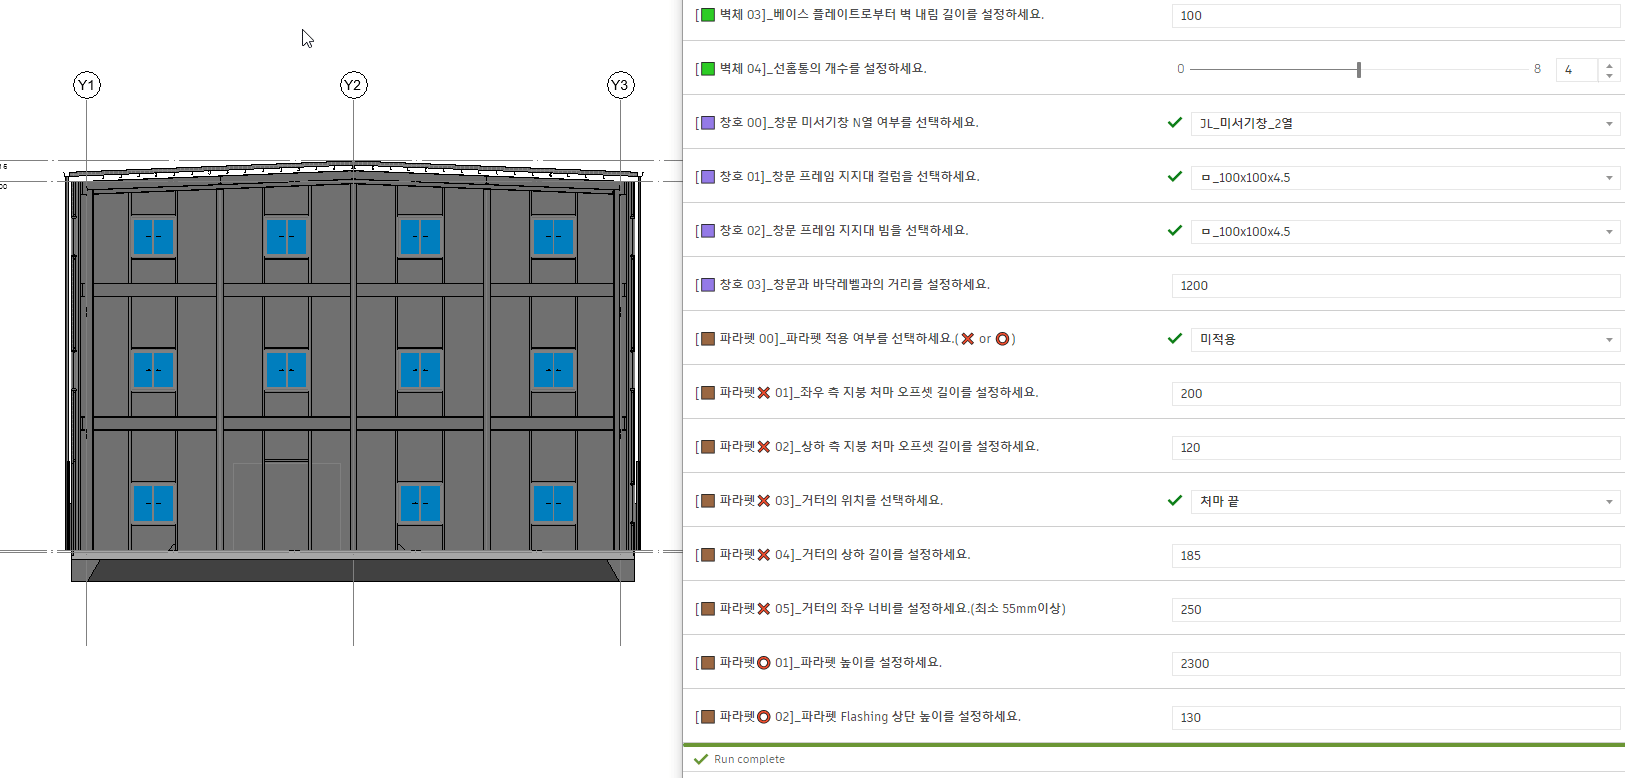 [🟩 벽체 03]_베이스 플레이트로부터 벽 내림 길이를 설정하세요. 100
[🟩 벽체 04]_선홈통의 개수를 설정하세요. 0 8 4
[🟪 창호 00]_창문 미서기창 N열 여부를 선택하세요. JL_미서기창_2열
[🟪 창호 01]_창문 프레임 지지대 컬럼을 선택하세요. ㅁ_100x100x4.5
[🟪 창호 02]_창문 프레임 지지대 빔을 선택하세요. ㅁ_100x100x4.5
[🟪 창호 03]_창문과 바닥레벨과의 거리를 설정하세요. 1200
[🟫 파라펫 00]_파라펫 적용 여부를 선택하세요.(❌ or ⭕) 미적용
[🟫 파라펫❌ 01]_좌우 측 지붕 처마 오프셋 길이를 설정하세요. 200
[🟫 파라펫❌ 02]_상하 측 지붕 처마 오프셋 길이를 설정하세요. 120
[🟫 파라펫❌ 03]_거터의 위치를 선택하세요. 처마 끝
[🟫 파라펫❌ 04]_거터의 상하 길이를 설정하세요. 185
[🟫 파라펫❌ 05]_거터의 좌우 너비를 설정하세요.(최소 55mm이상) 250
[🟫 파라펫⭕ 01]_파라펫 높이를 설정하세요. 2300
[🟫 파라펫⭕ 02]_파라펫 Flashing 상단 높이를 설정하세요. 130
Run complete
Y1 Y2 Y3